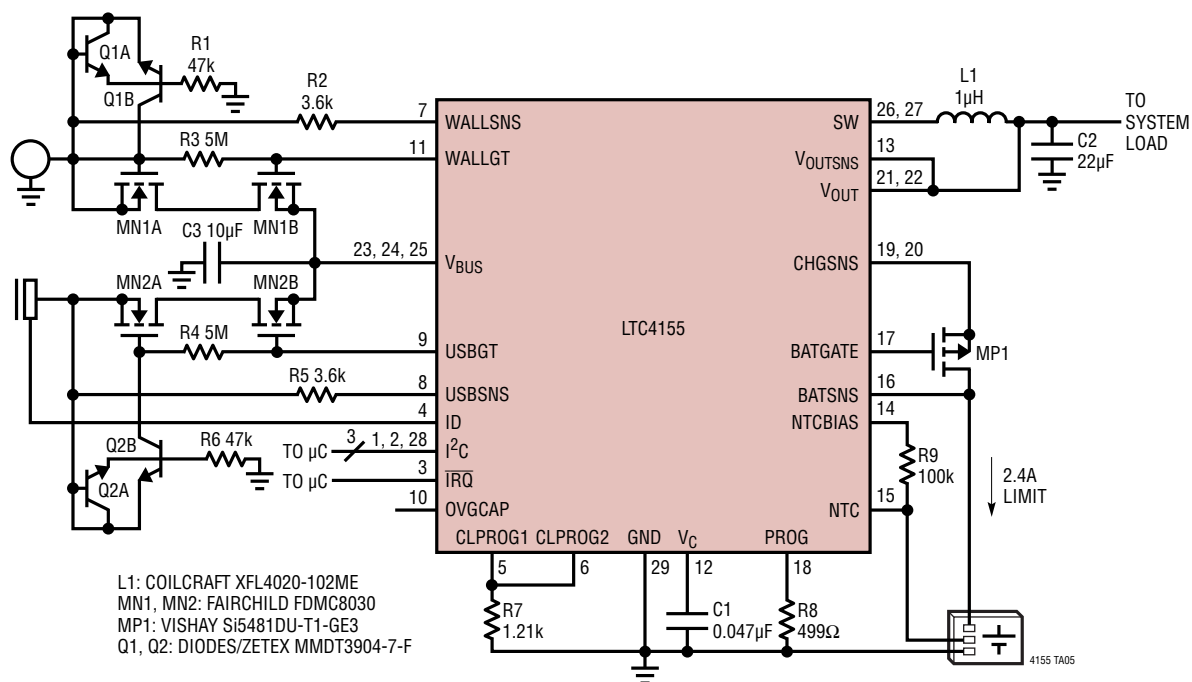 Q1A
R1
47k
Q1B
R2
3.6k
7
WALLSNS
R3 5M
11
WALLGT
MN1A
MN1B
C3 10µF
23, 24, 25
VBUS
MN2A
MN2B
R4 5M
9
USBGT
R5 3.6k
8
USBSNS
4
ID
Q2B
R6 47k
TO µC
3
1, 2, 28
I2C
TO µC
3
IRQ
Q2A
10
OVGCAP
LTC4155
SW
26, 27
L1
1µH
TO
SYSTEM
LOAD
C2
22µF
VOUTSNS
13
VOUT
21, 22
CHGSNS
19, 20
BATGATE
17
MP1
BATSNS
16
NTCBIAS
14
R9
100k
2.4A
LIMIT
NTC
15
CLPROG1
CLPROG2
GND
VC
PROG
5
6
29
12
18
R7
1.21k
C1
0.047µF
R8
499Ω
L1: COILCRAFT XFL4020-102ME
MN1, MN2: FAIRCHILD FDMC8030
MP1: VISHAY Si5481DU-T1-GE3
Q1, Q2: DIODES/ZETEX MMDT3904-7-F
4155 TA05